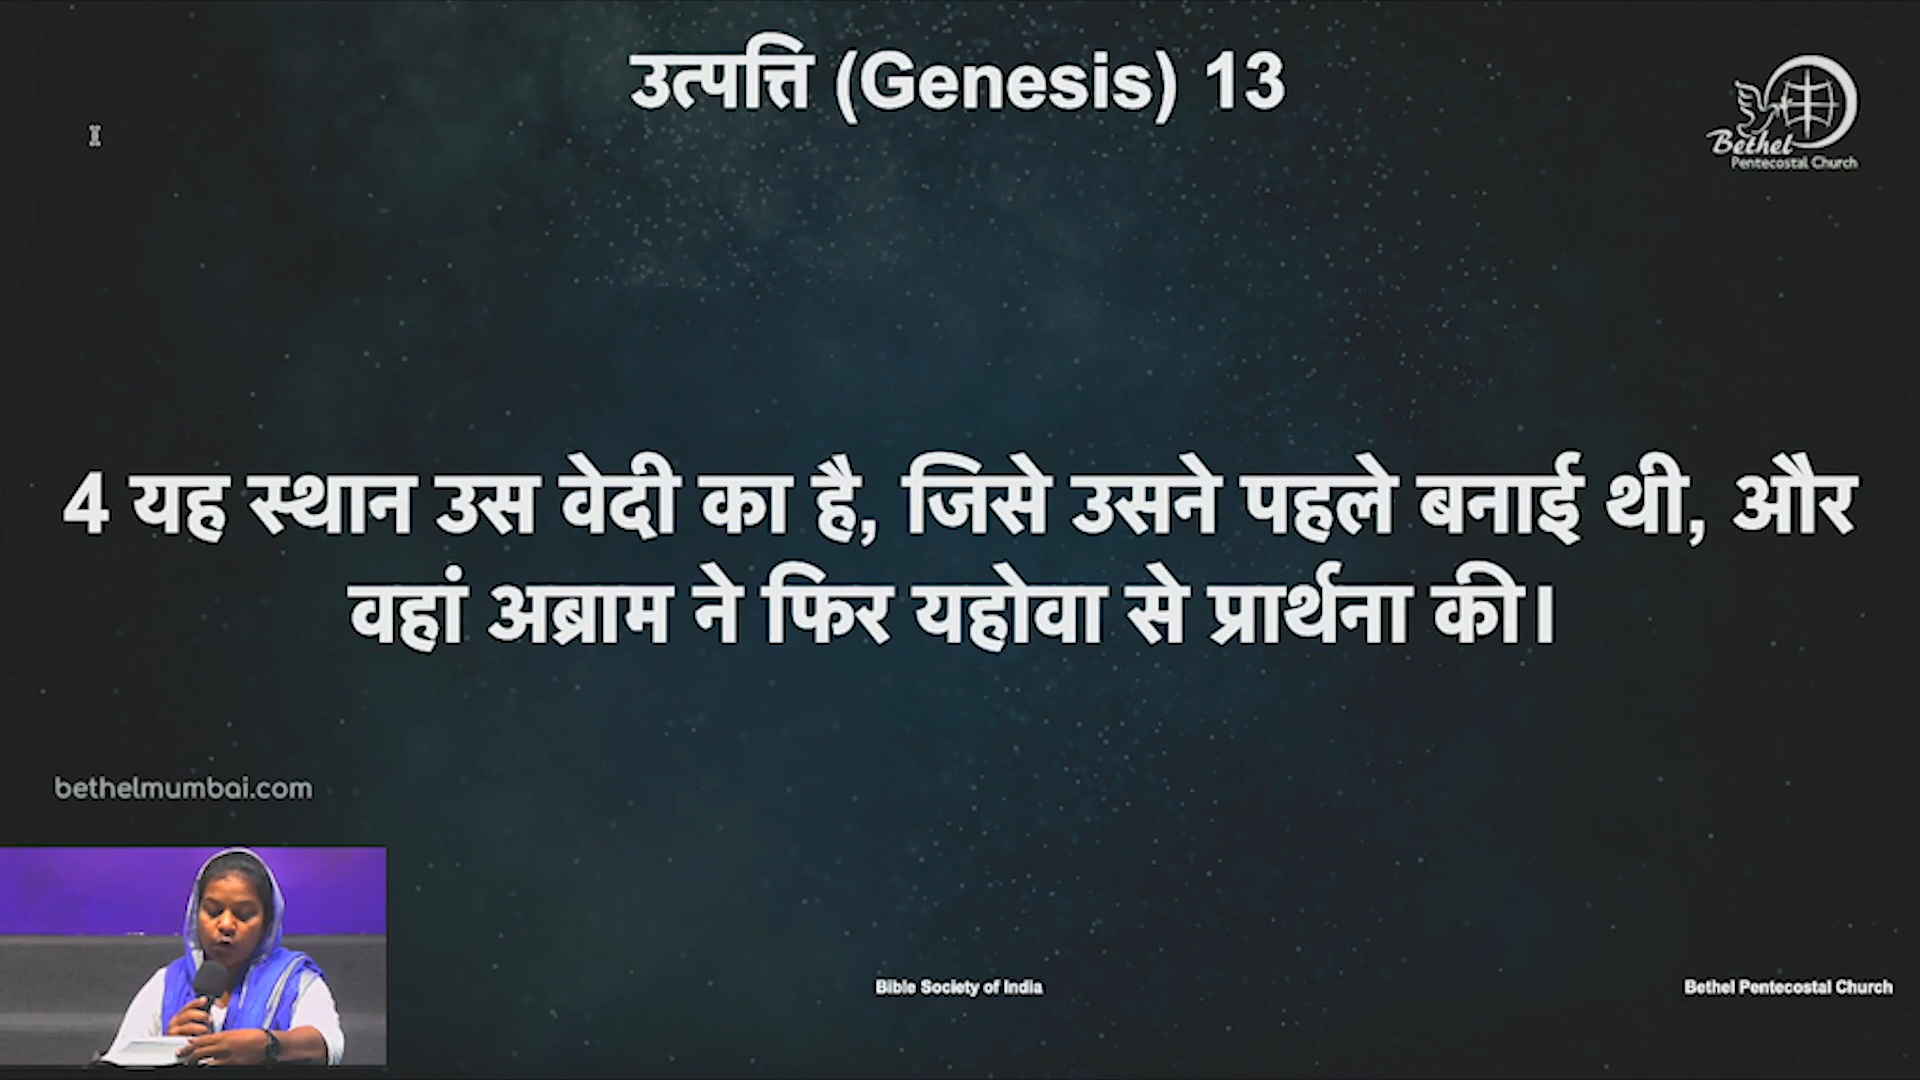 उत्पत्ति (Genesis) 13
Bethel
Pentecostal Church
4 यह स्थान उस वेदी का है, जिसे उसने पहले बनाई थी, और
वहां अब्राम ने फिर यहोवा से प्रार्थना की।
bethelmumbai.com
Bible Society of India
Bethel Pentecostal Church